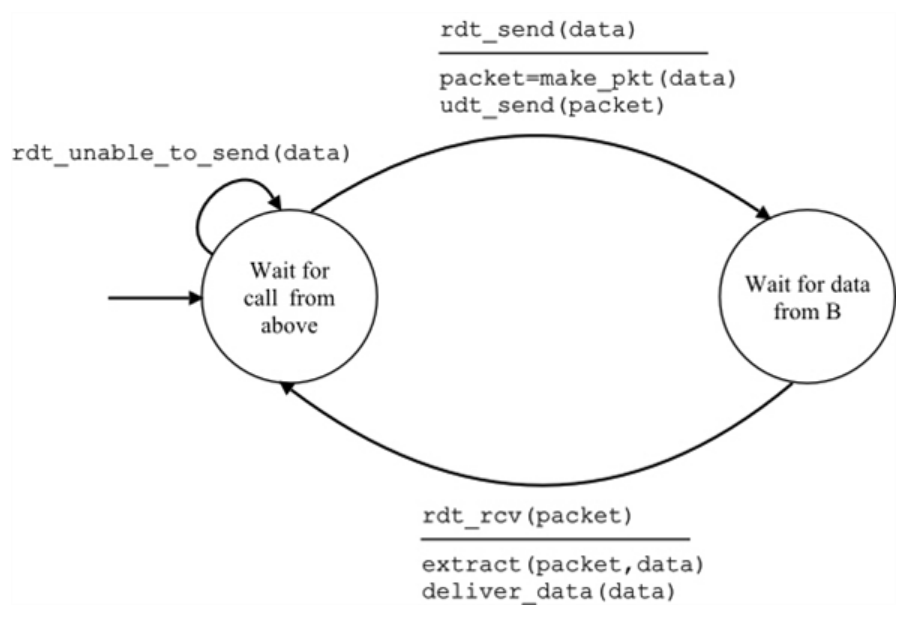 rdt_send(data)
packet=make_pkt(data)
udt_send(packet)
rdt_unable_to_send(data)
Wait for
call from
above
Wait for data
from B
rdt_rcv(packet)
extract(packet,data)
deliver_data(data)